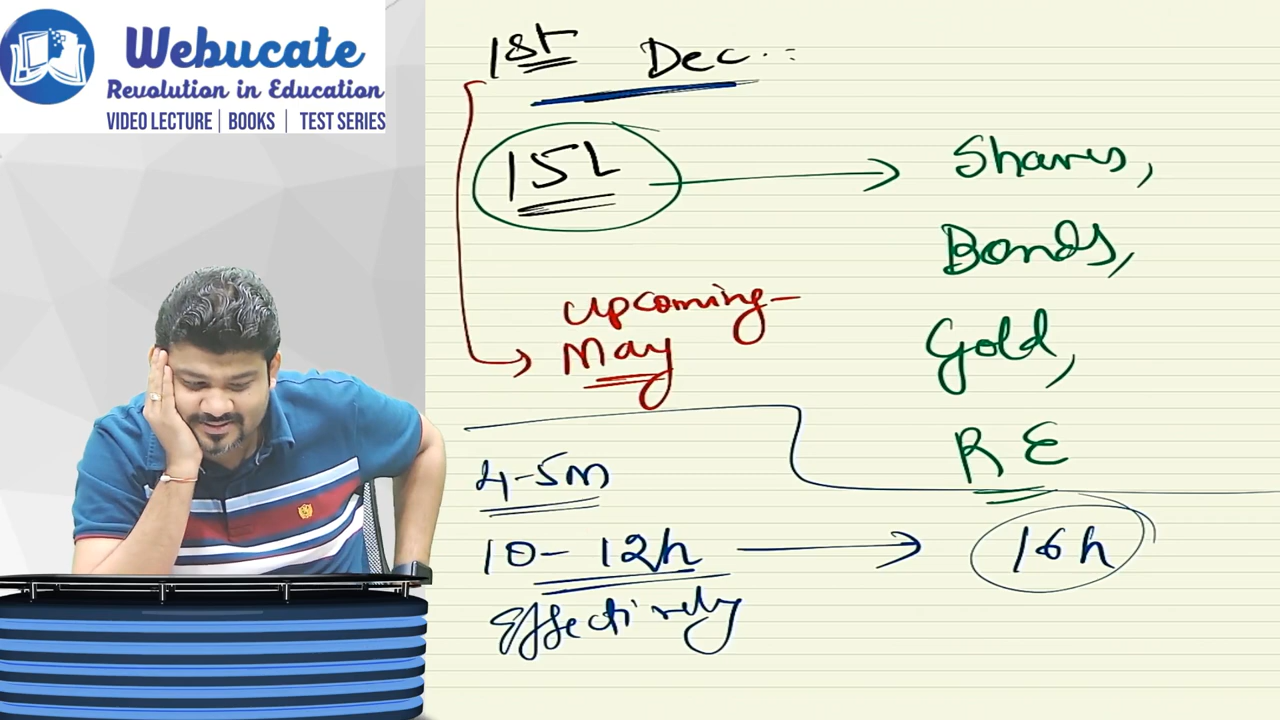 Webucate
Revolution in Education
VIDEO LECTURE | BOOKS | TEST SERIES
1st Dec..:
15L → Shares,
Bonds,
Gold,
RE
upcoming-
May
4-5m
10-12h → 16h
Effectively